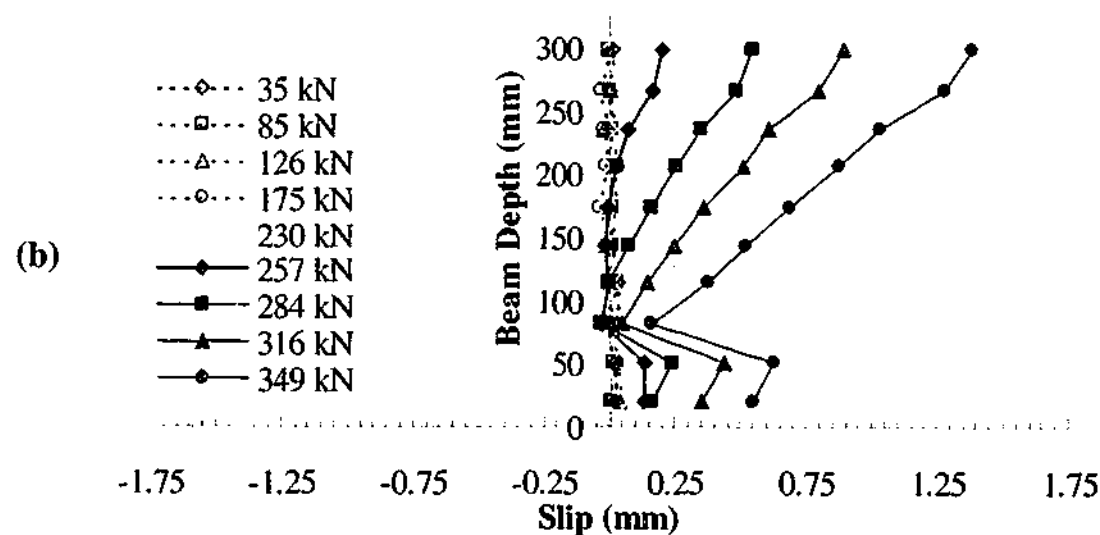 (b)
35 kN
85 kN
126 kN
175 kN
230 kN
257 kN
284 kN
316 kN
349 kN
Beam Depth (mm)
300
250
200
150
100
50
0
-1.75 -1.25 -0.75 -0.25 0.25 0.75 1.25 1.75
Slip (mm)